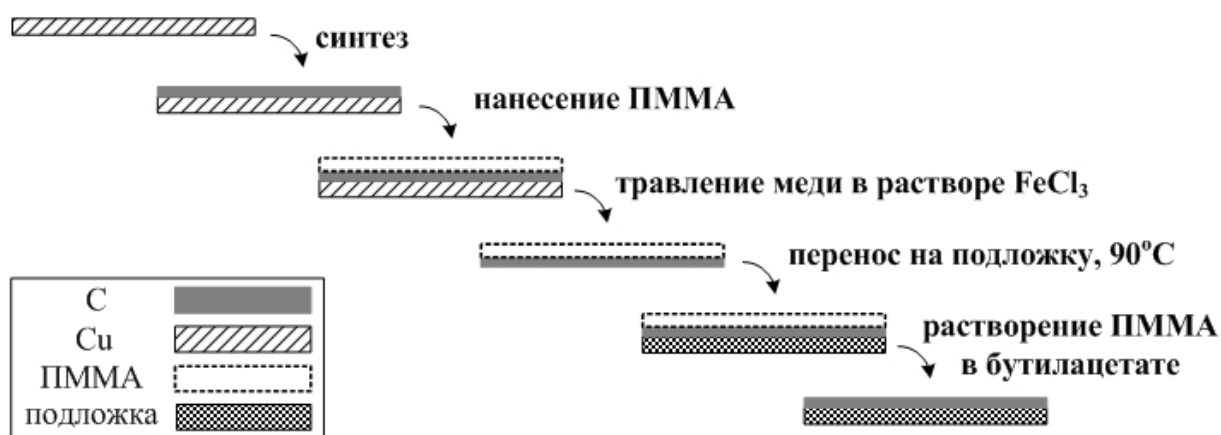 синтез
нанесение ПММА
травление меди в растворе FeCl₃
перенос на подложку, 90°C
растворение ПММА
в бутилацетате
C
Cu
ПММА
подложка